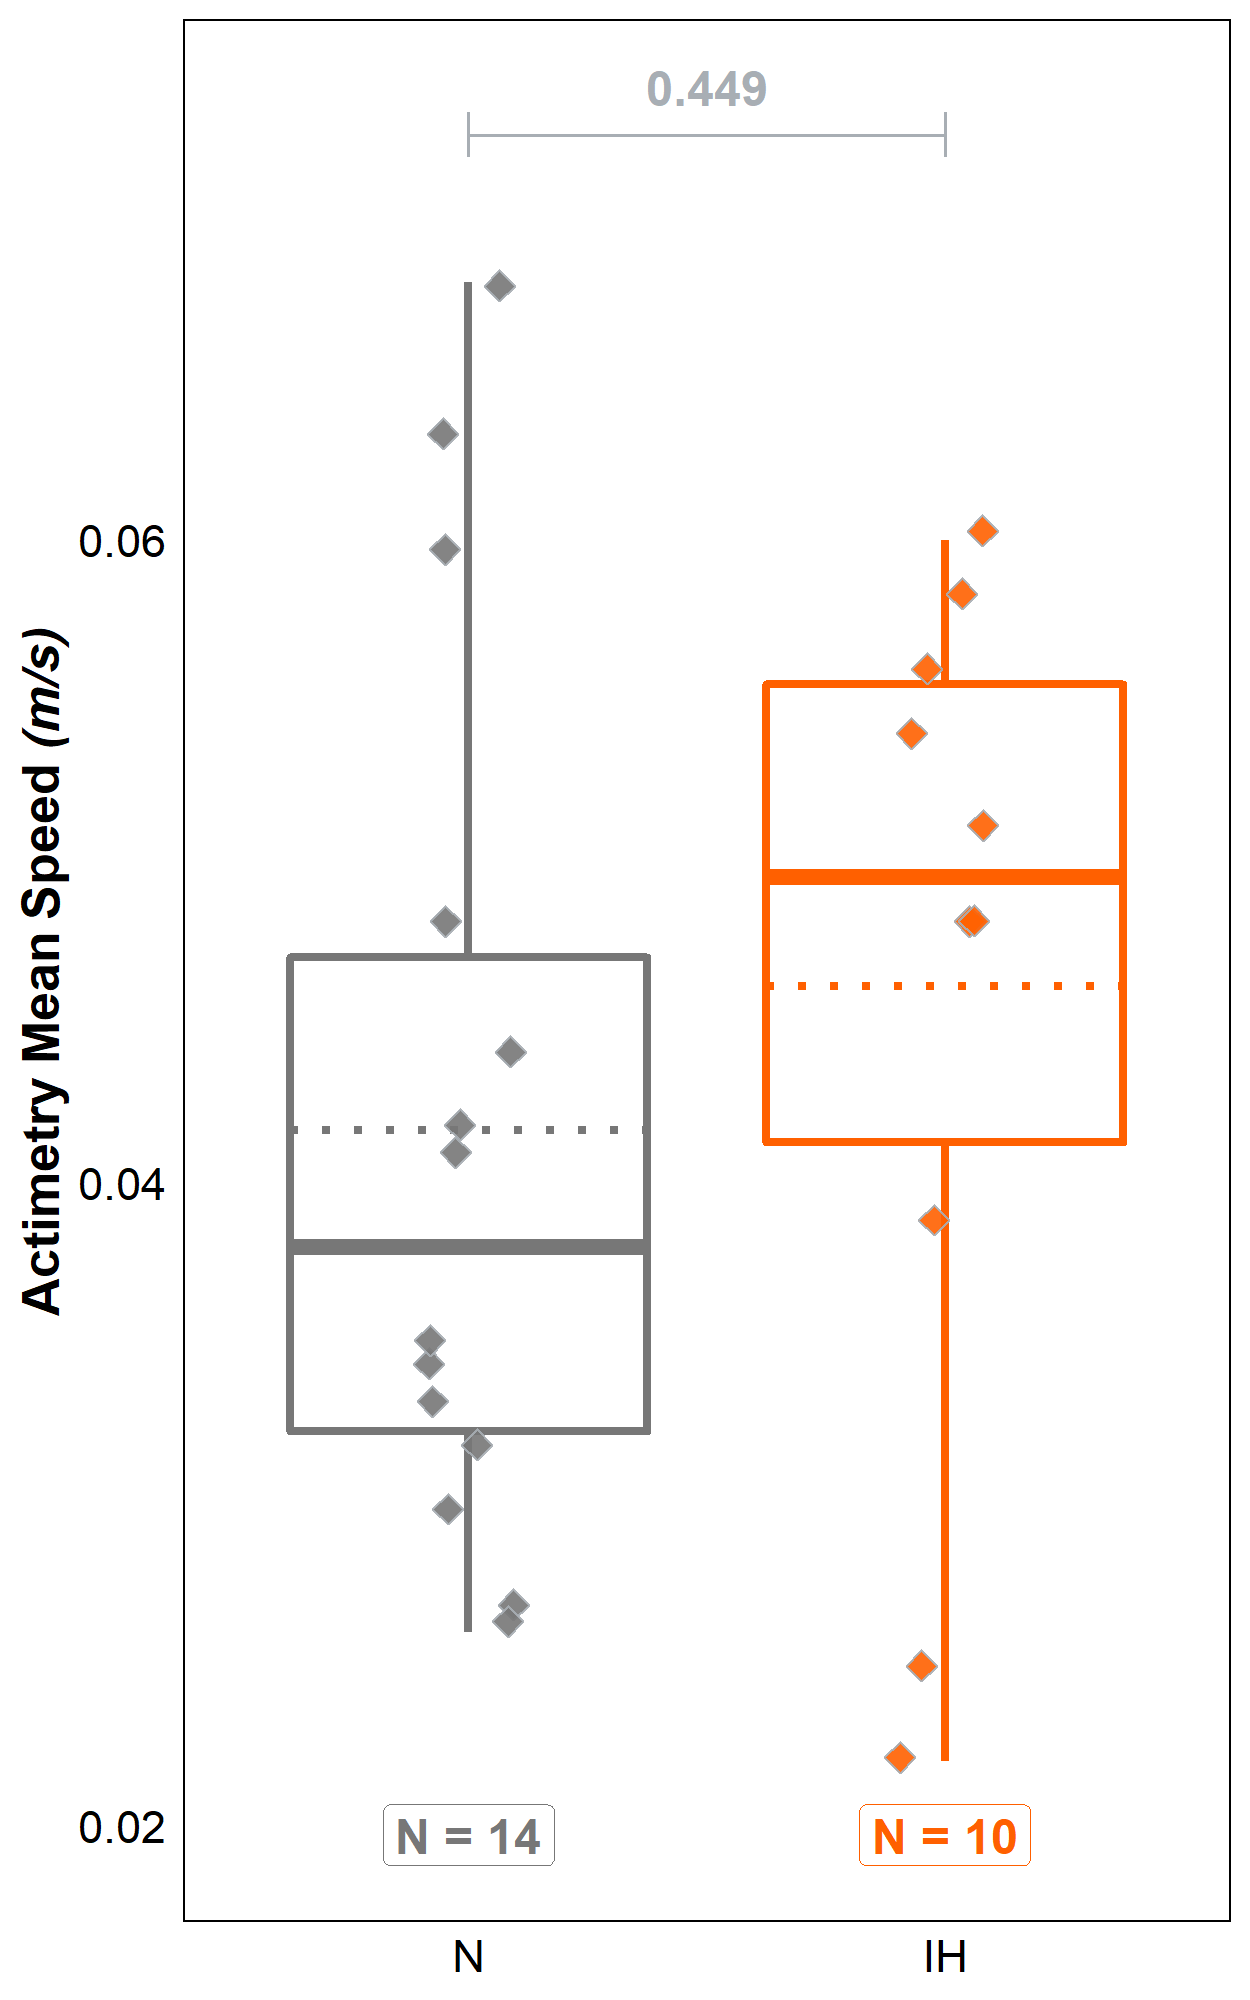 0.449
0.06
0.04
0.02
Actimetry Mean Speed (m/s)
N = 14
N = 10
N
IH